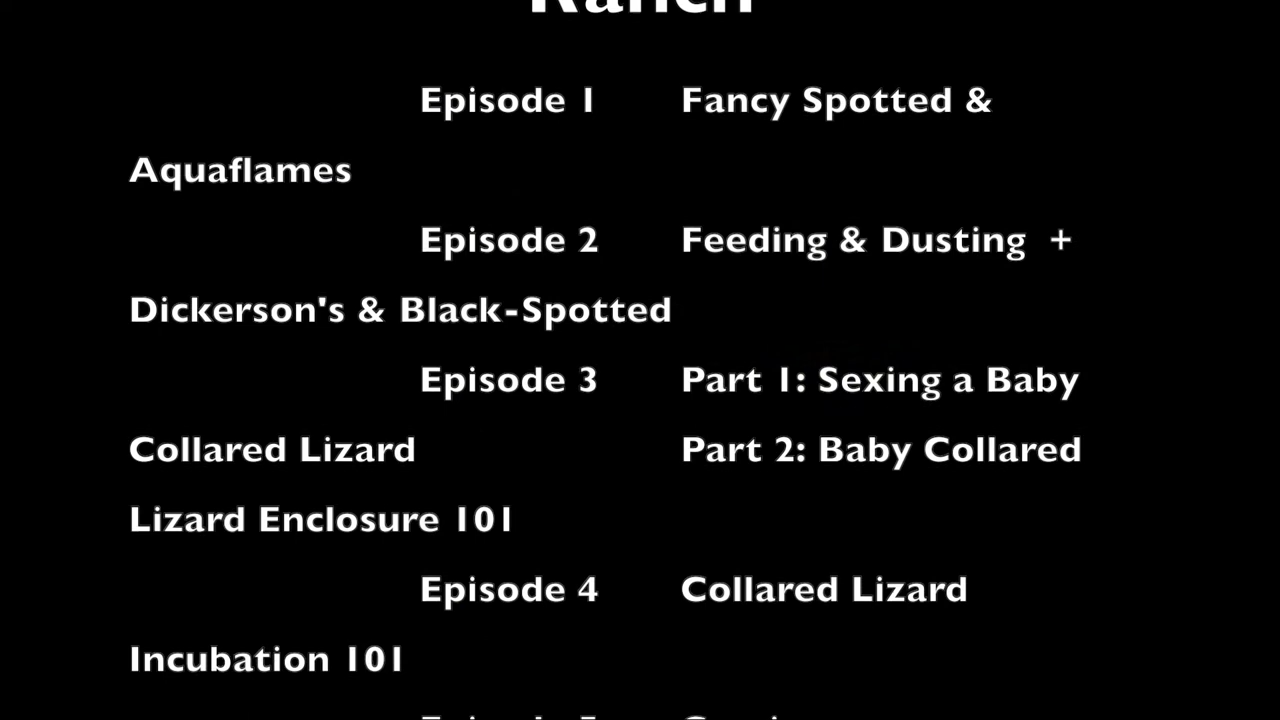 Ranch
Episode 1 Fancy Spotted &
Aquaflames
Episode 2 Feeding & Dusting +
Dickerson's & Black-Spotted
Episode 3 Part 1: Sexing a Baby
Collared Lizard Part 2: Baby Collared
Lizard Enclosure 101
Episode 4 Collared Lizard
Incubation 101